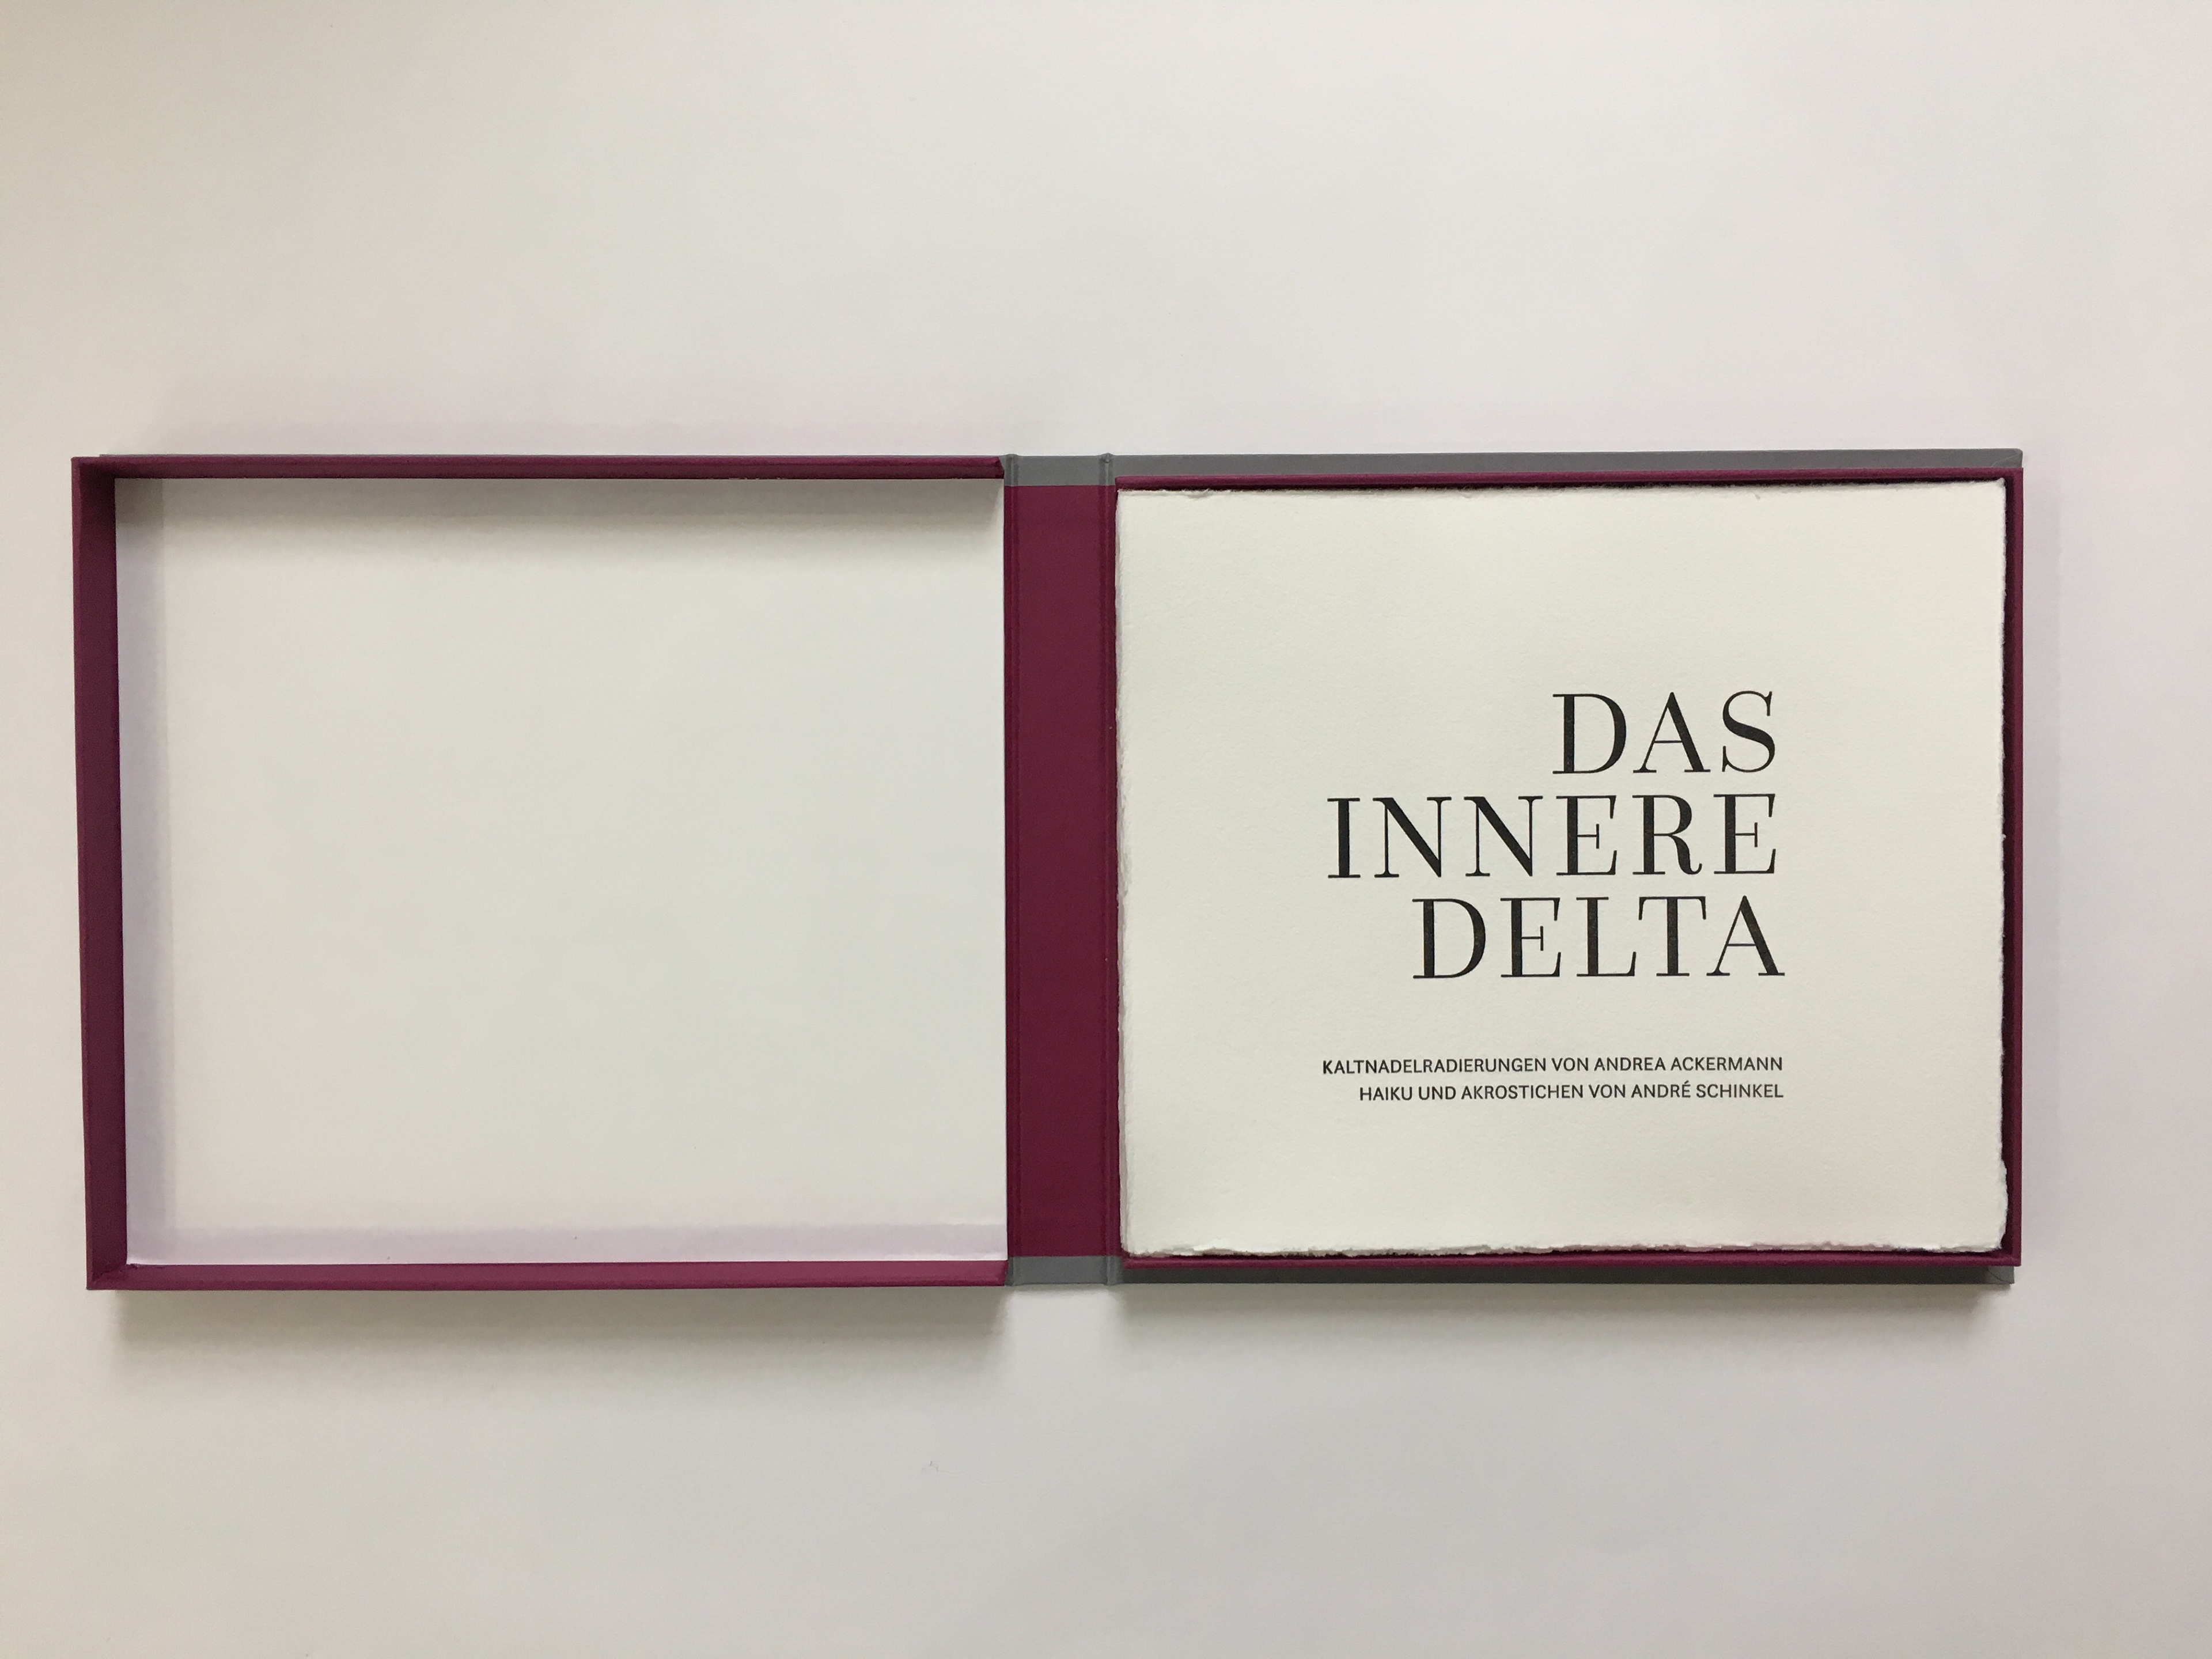 DAS
INNERE
DELTA
KALTNADELRADIERUNGEN VON ANDREA ACKERMANN
HAIKU UND AKROSTICHEN VON ANDRÉ SCHINKEL